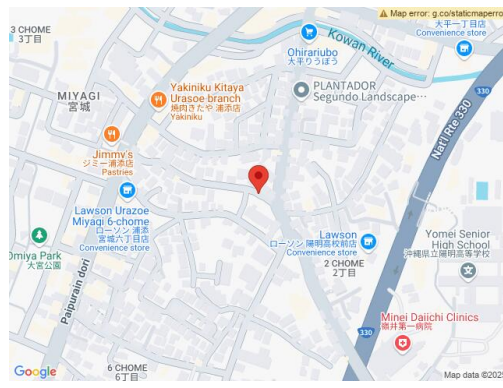 Map error: g.co/staticmaperro
3 CHOME
3丁目
大平一丁目店
Convenience store
Kowan River
Ohirariubo
大平りうぼう
PLANTADOR
Segundo Landscape…
MIYAGI
宮城
Yakiniku Kitaya
Urasoe branch
焼肉きたや 浦添店
Yakiniku
Nat'l Rte 330
330
Jimmy's
ジミー浦添店
Pastries
Lawson Urazoe
Miyagi 6-chome
ローソン 浦添
宮城六丁目店
Convenience store
Omiya Park
大宮公園
Paipurain dori
Lawson
ローソン 陽明高校前店
Convenience store
2 CHOME
2丁目
Yomei Senior
High School
沖縄県立陽明高等学校
330
Minei Daiichi Clinics
嶺井第一病院
6 CHOME
6丁目
Google
Map data ©202